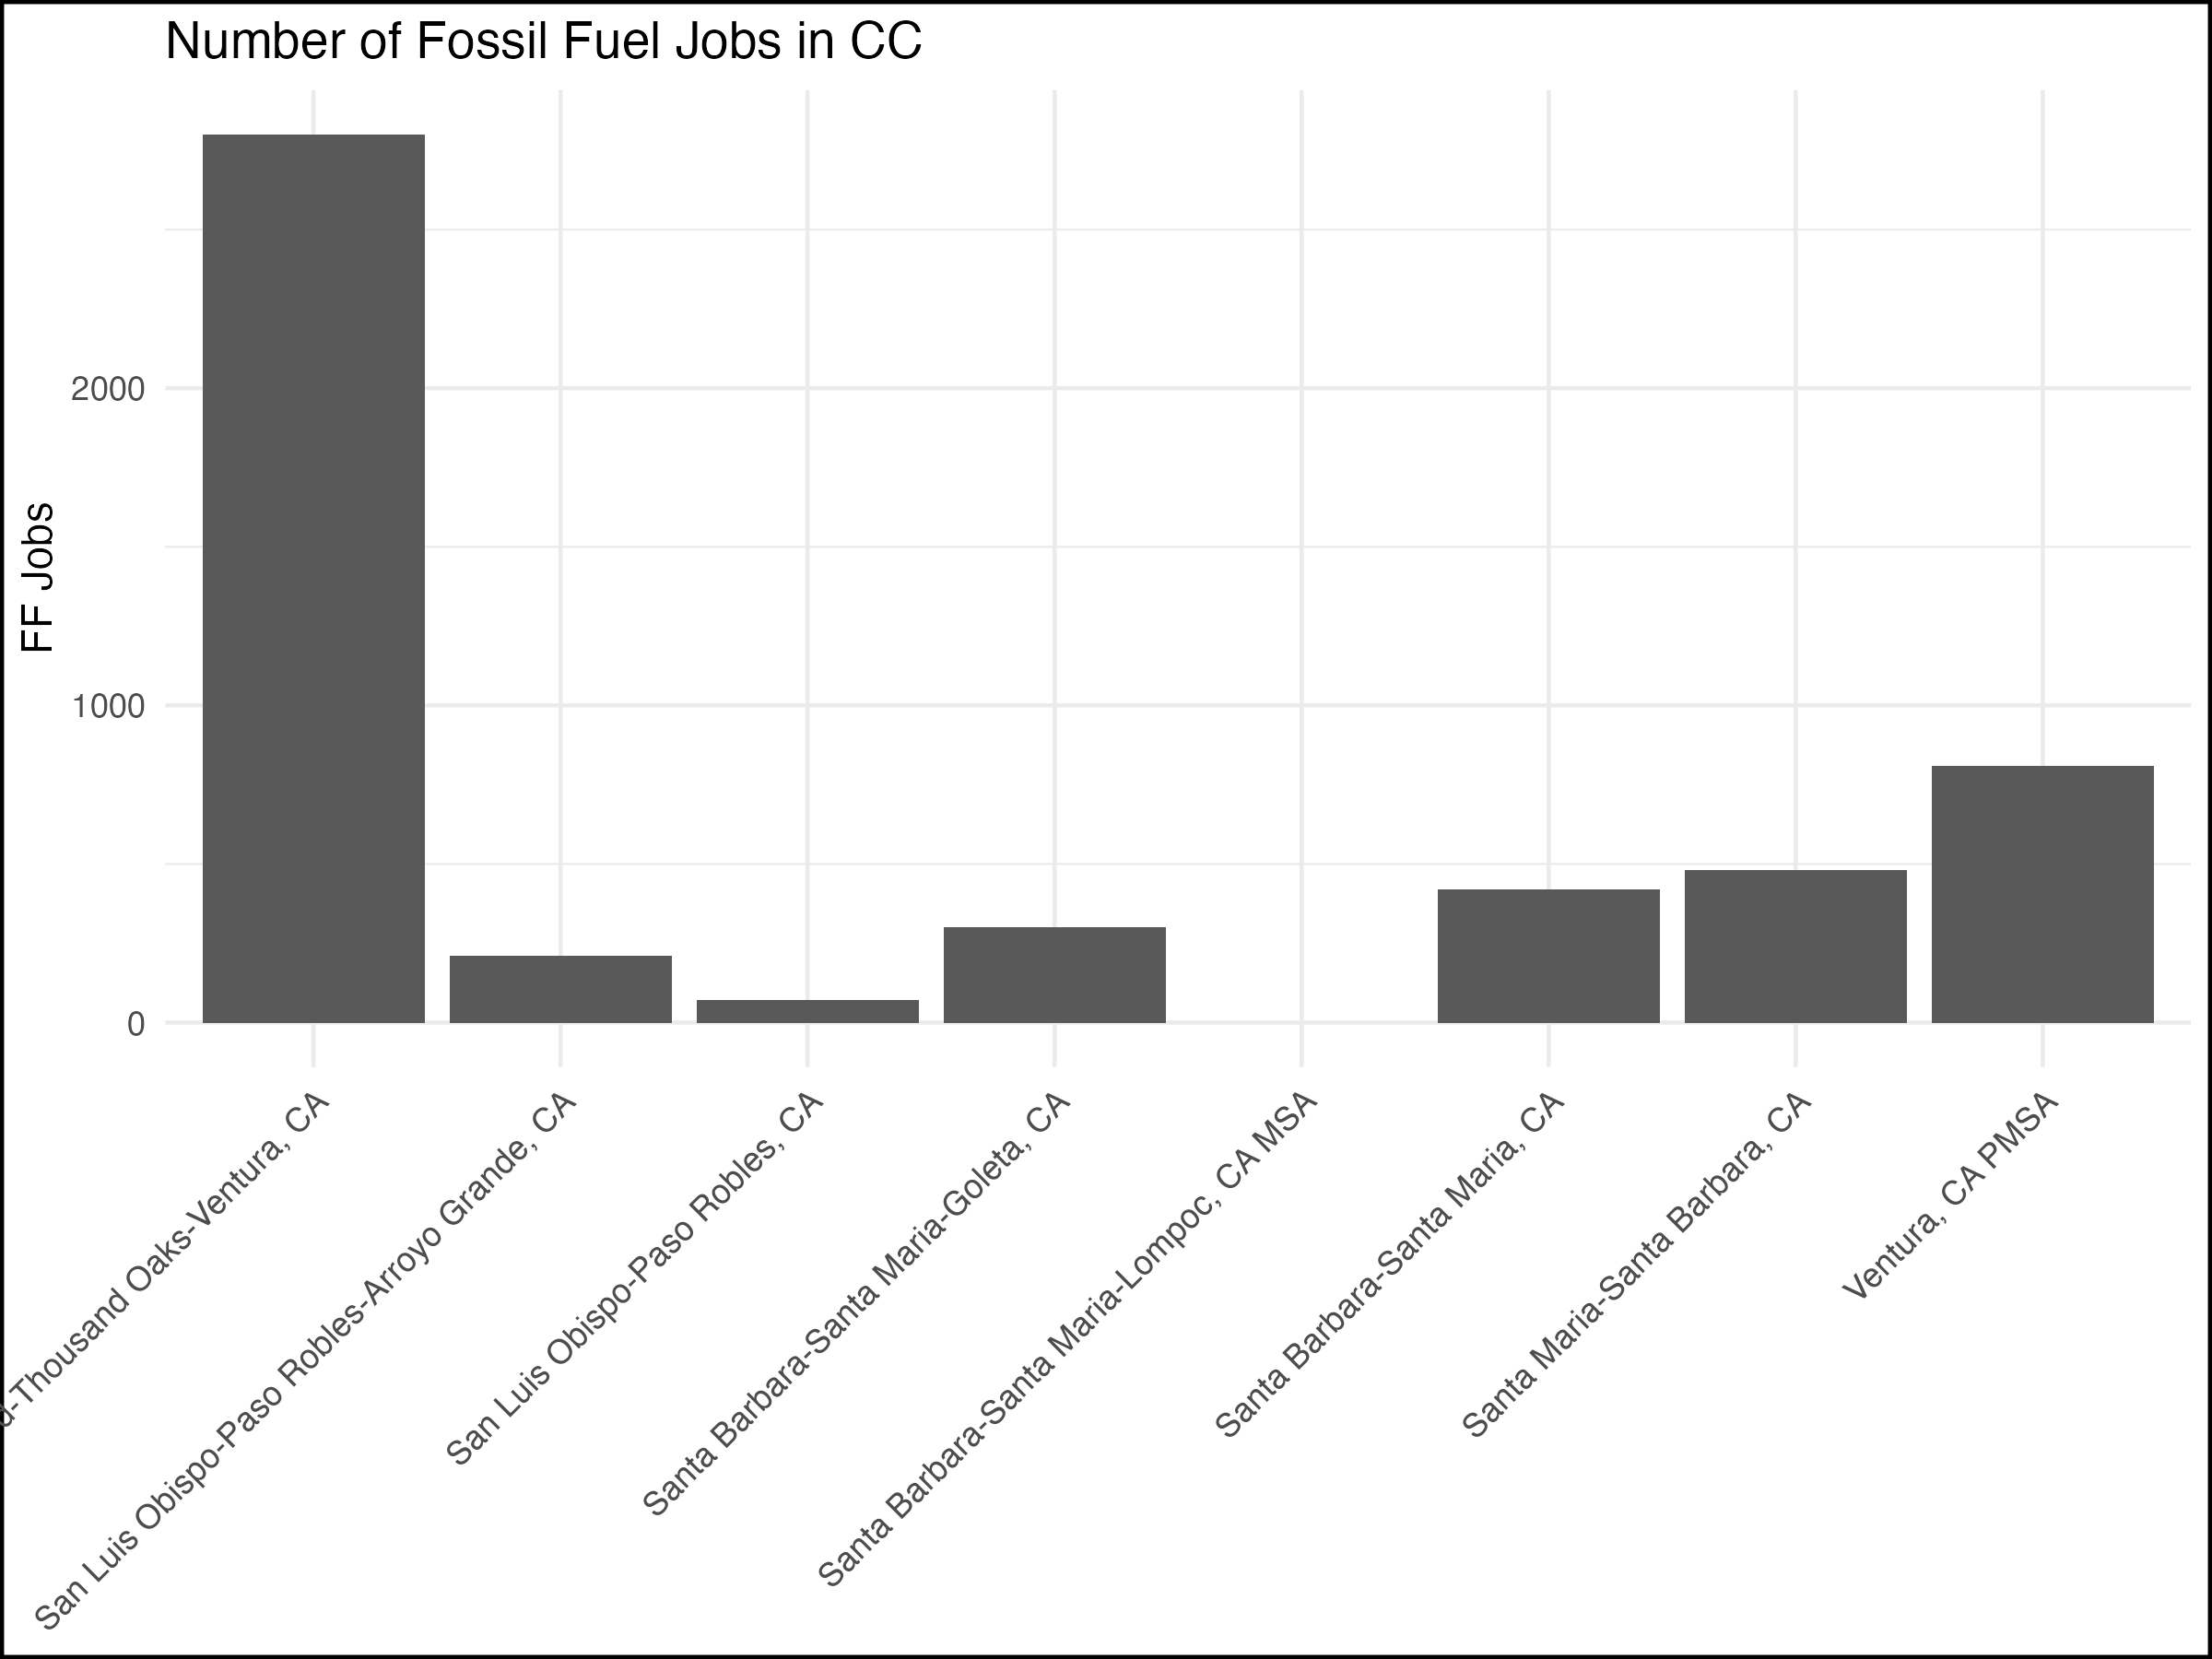 Number of Fossil Fuel Jobs in CC
FF Jobs
2000
1000
0
d-Thousand Oaks-Ventura, CA
San Luis Obispo-Paso Robles-Arroyo Grande, CA
San Luis Obispo-Paso Robles, CA
Santa Barbara-Santa Maria-Goleta, CA
Santa Barbara-Santa Maria-Lompoc, CA MSA
Santa Barbara-Santa Maria, CA
Santa Maria-Santa Barbara, CA
Ventura, CA PMSA